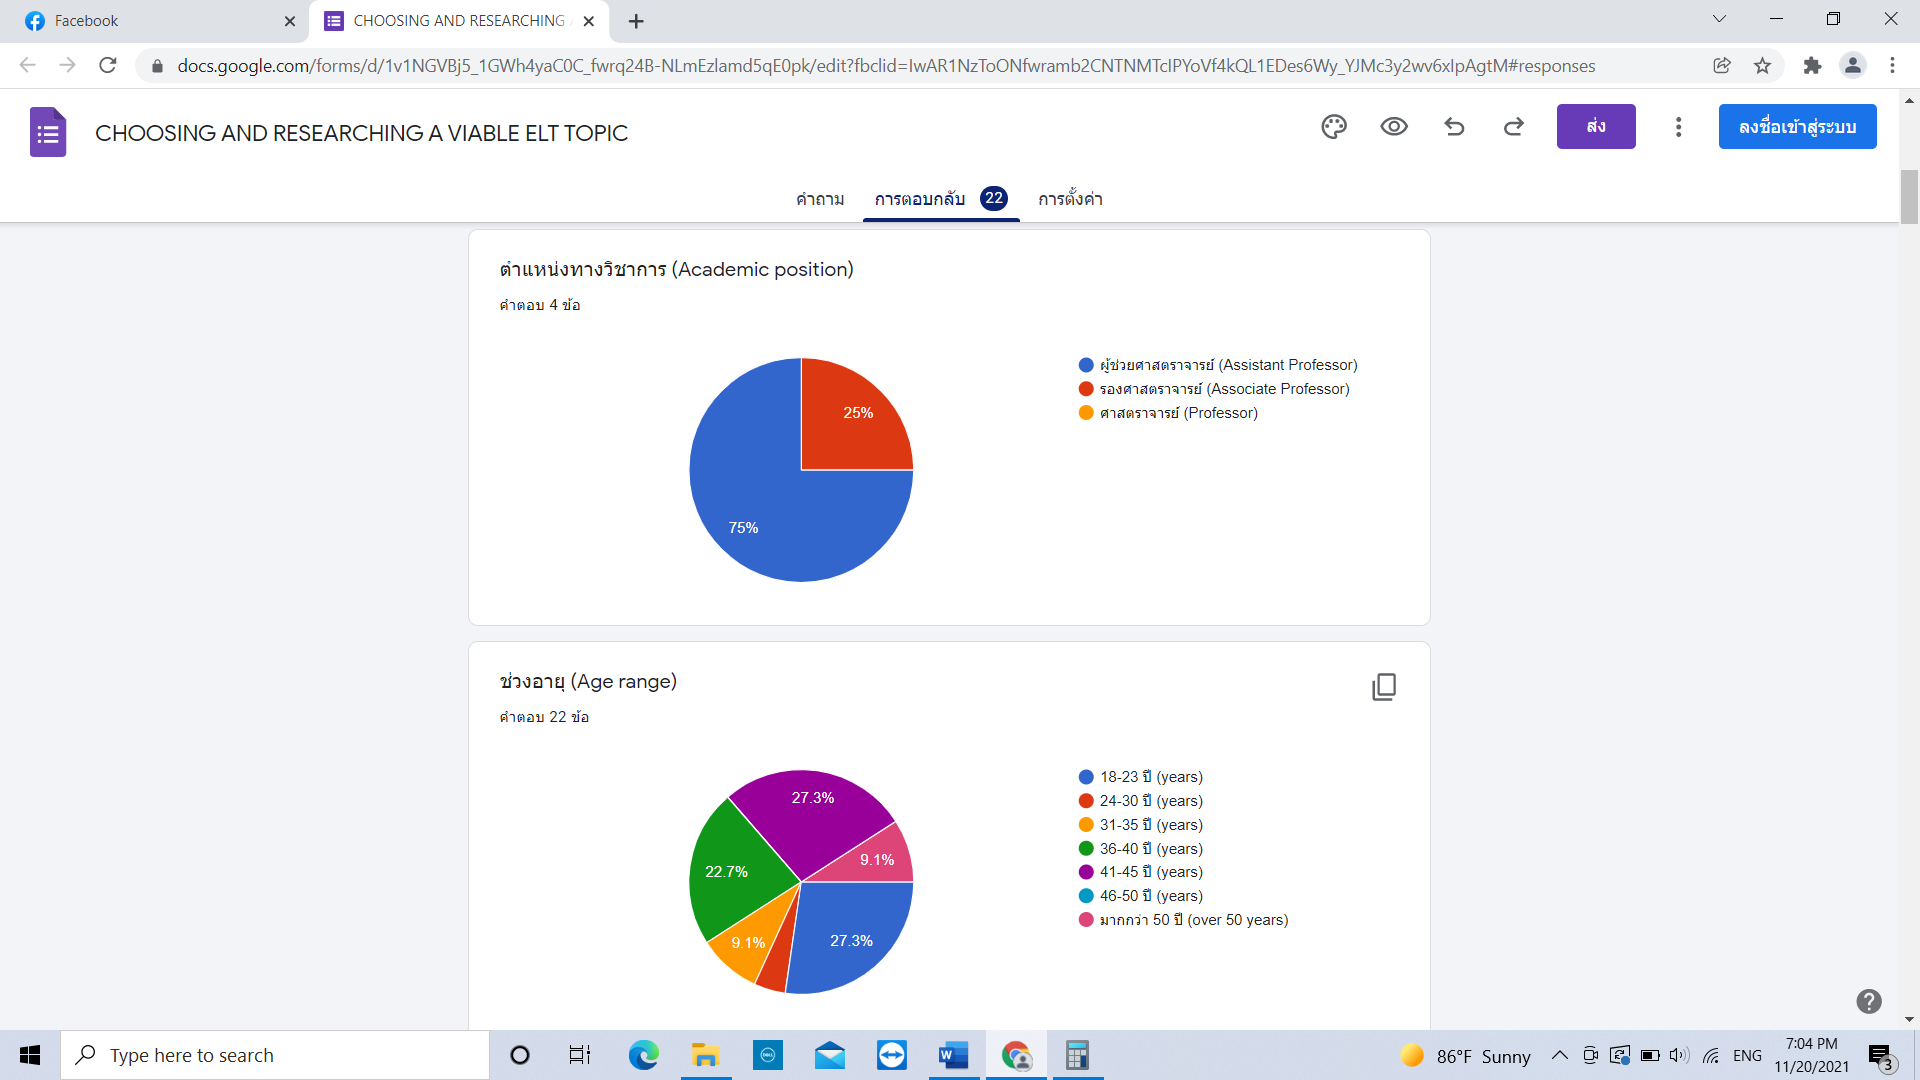 Facebook
CHOOSING AND RESEARCHING A
docs.google.com/forms/d/1v1NGVBj5_1GWh4yaC0C_fwrq24B-NLmEzlamd5qE0pk/edit?fbclid=IwAR1NzToONfwramb2CNTNMTcIPYoVf4kQL1EDes6Wy_YJMc3y2wv6xIpAgtM#responses
CHOOSING AND RESEARCHING A VIABLE ELT TOPIC
ส่ง
ลงชื่อเข้าสู่ระบบ
คำถาม
การตอบกลับ 22
การตั้งค่า
ตำแหน่งทางวิชาการ (Academic position)
คำตอบ 4 ข้อ
25%
75%
ผู้ช่วยศาสตราจารย์ (Assistant Professor)
รองศาสตราจารย์ (Associate Professor)
ศาสตราจารย์ (Professor)
ช่วงอายุ (Age range)
คำตอบ 22 ข้อ
27.3%
9.1%
22.7%
9.1%
27.3%
18-23 ปี (years)
24-30 ปี (years)
31-35 ปี (years)
36-40 ปี (years)
41-45 ปี (years)
46-50 ปี (years)
มากกว่า 50 ปี (over 50 years)
Type here to search
DELL
W
86°F Sunny
ENG
7:04 PM
11/20/2021
3